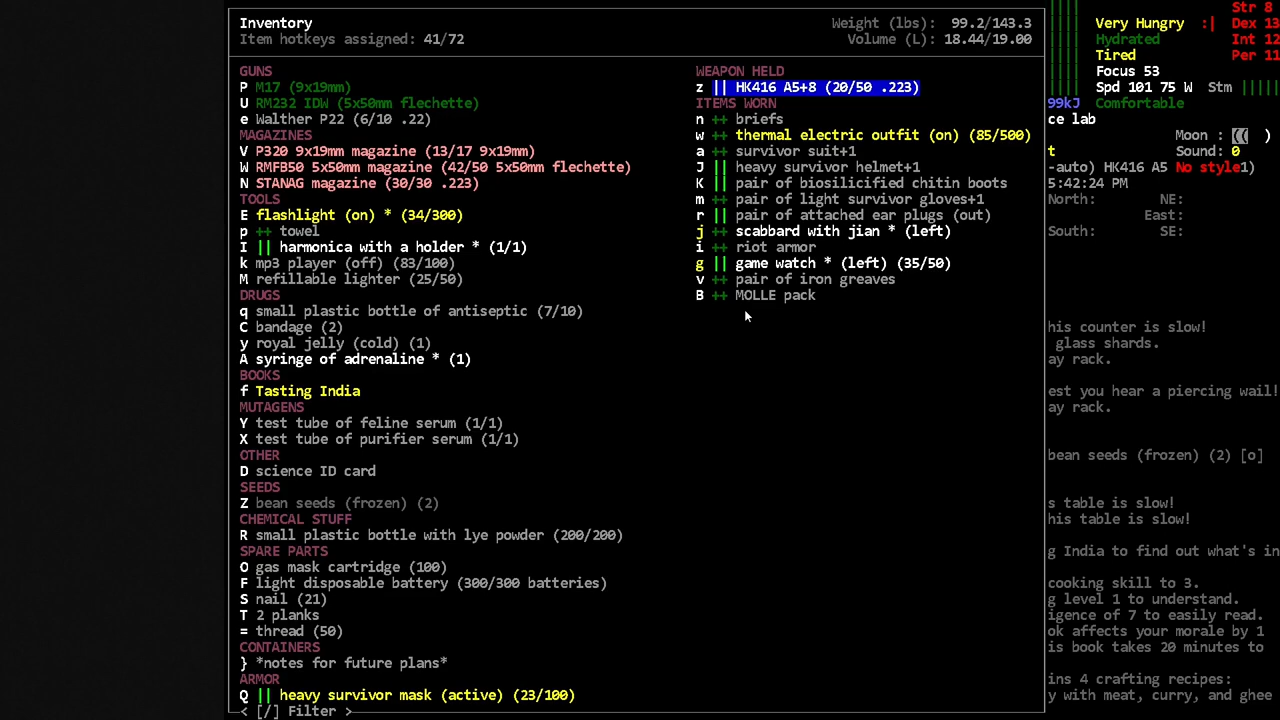 Inventory
Item hotkeys assigned: 41/72
Weight (lbs): 99.2/143.3
Volume (L): 18.44/19.00
GUNS
P M17 (9x19mm)
U RM232 IDW (5x50mm flechette)
e Walther P22 (6/10 .22)
MAGAZINES
V P320 9x19mm magazine (13/17 9x19mm)
W RMFB50 5x50mm magazine (42/50 5x50mm flechette)
N STANAG magazine (30/30 .223)
TOOLS
E flashlight (on) * (34/300)
p ++ towel
I || harmonica with a holder * (1/1)
k mp3 player (off) (83/100)
M refillable lighter (25/50)
DRUGS
q small plastic bottle of antiseptic (7/10)
C bandage (2)
y royal jelly (cold) (1)
A syringe of adrenaline * (1)
BOOKS
f Tasting India
MUTAGENS
Y test tube of feline serum (1/1)
X test tube of purifier serum (1/1)
OTHER
D science ID card
SEEDS
Z bean seeds (frozen) (2)
CHEMICAL STUFF
R small plastic bottle with lye powder (200/200)
SPARE PARTS
O gas mask cartridge (100)
F light disposable battery (300/300 batteries)
S nail (21)
T 2 planks
= thread (50)
CONTAINERS
} *notes for future plans*
ARMOR
Q || heavy survivor mask (active) (23/100)
< [/] Filter >
WEAPON HELD
z || HK416 A5+8 (20/50 .223)
ITEMS WORN
n ++ briefs
w ++ thermal electric outfit (on) (85/500)
a ++ survivor suit+1
J || heavy survivor helmet+1
K || pair of biosilicified chitin boots
m ++ pair of light survivor gloves+1
r || pair of attached ear plugs (out)
j ++ scabbard with jian * (left)
i ++ riot armor
g || game watch * (left) (35/50)
v ++ pair of iron greaves
B ++ MOLLE pack
Str 8
Very Hungry :| Dex 13
Hydrated Int 12
Tired Per 11
Focus 53
Spd 101 75 W Stm |||||
99kJ Comfortable
ce lab
Moon : (( )
t Sound: 0
-auto) HK416 A5 No style1)
5:42:24 PM
North: NE:
East:
South: SE:
his counter is slow!
glass shards.
ay rack.
est you hear a piercing wail!
ay rack.
bean seeds (frozen) (2) [o]
s table is slow!
his table is slow!
g India to find out what's in
cooking skill to 3.
g level 1 to understand.
igence of 7 to easily read.
ok affects your morale by 1
is book takes 20 minutes to
ins 4 crafting recipes:
y with meat, curry, and ghee